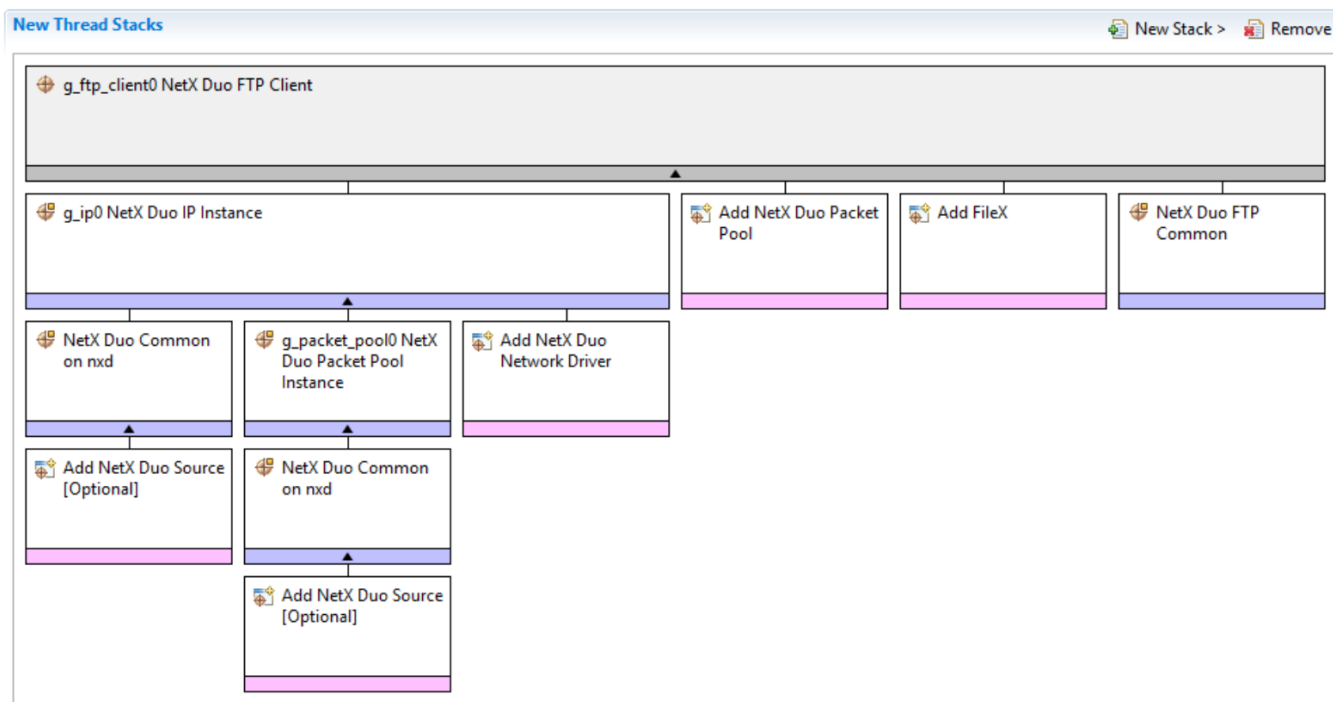 New Thread Stacks
New Stack >
Remove
g_ftp_client0 NetX Duo FTP Client
g_ip0 NetX Duo IP Instance
Add NetX Duo Packet
Pool
Add FileX
NetX Duo FTP
Common
NetX Duo Common
on nxd
g_packet_pool0 NetX
Duo Packet Pool
Instance
Add NetX Duo
Network Driver
Add NetX Duo Source
[Optional]
NetX Duo Common
on nxd
Add NetX Duo Source
[Optional]